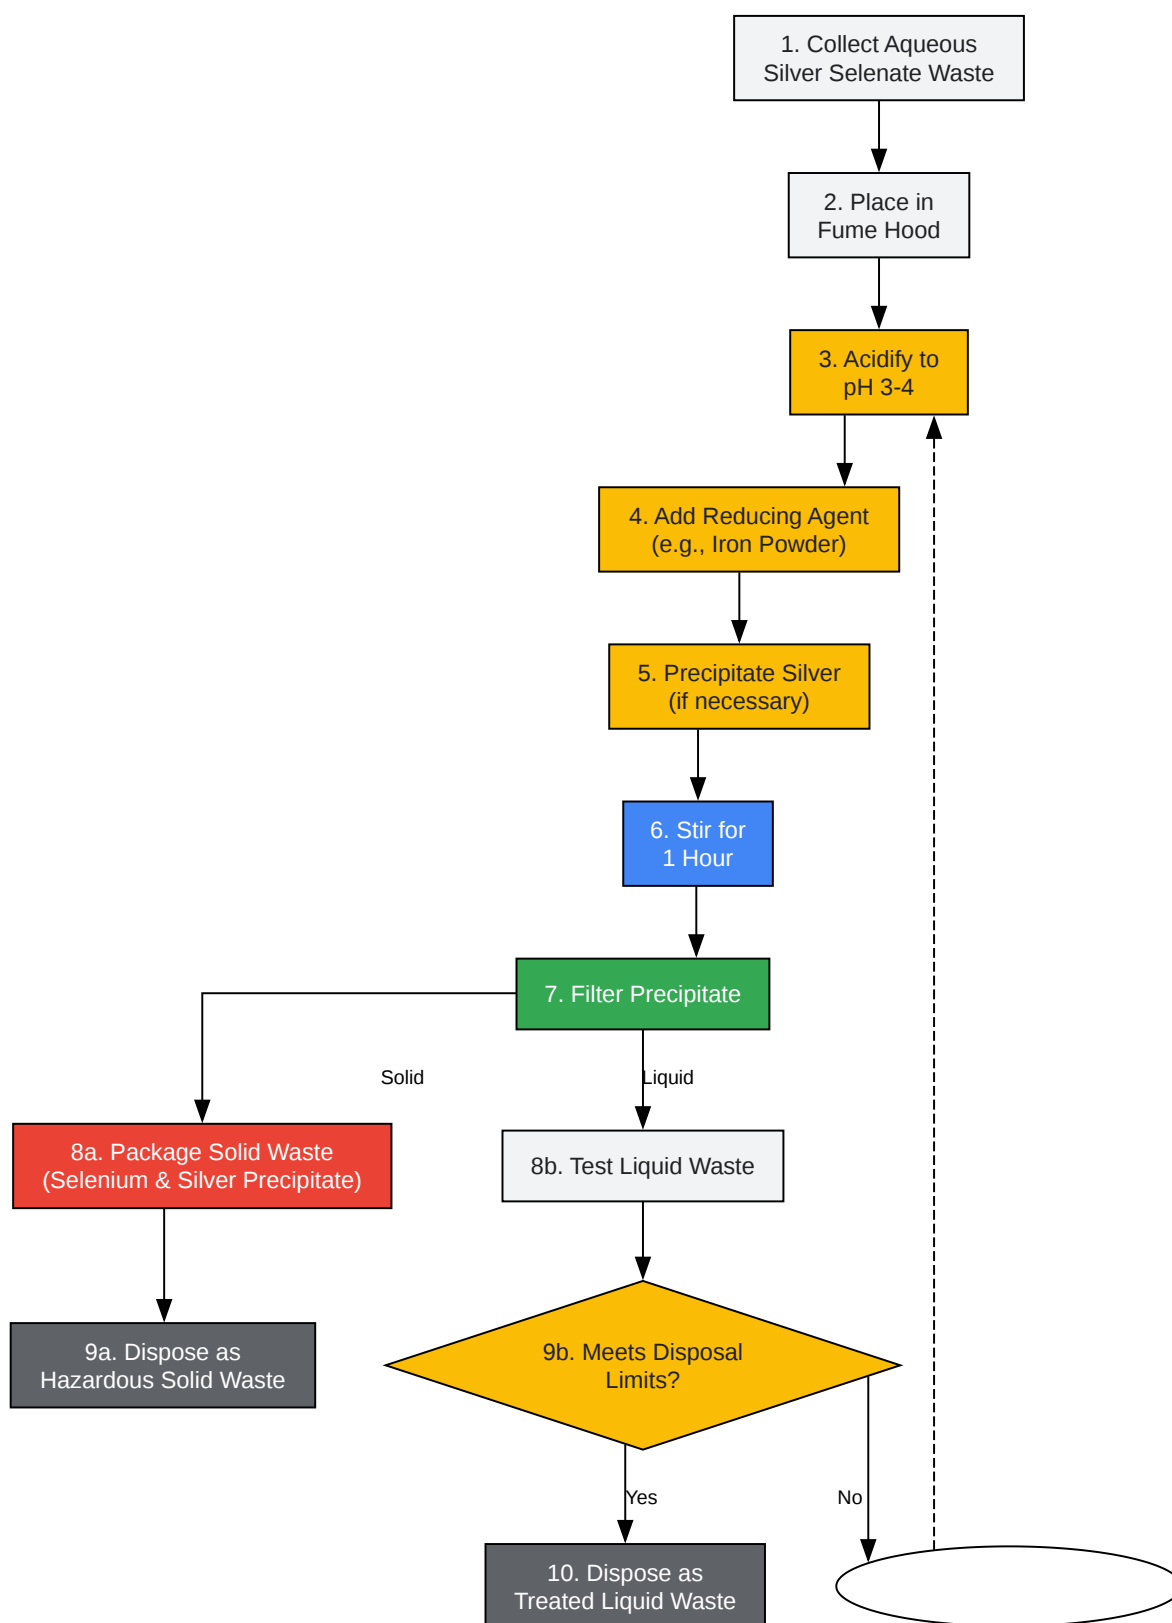 1. Collect Aqueous
Silver Selenate Waste
2. Place in
Fume Hood
3. Acidify to
pH 3-4
4. Add Reducing Agent
(e.g., Iron Powder)
5. Precipitate Silver
(if necessary)
6. Stir for
1 Hour
7. Filter Precipitate
Solid
Liquid
8a. Package Solid Waste
(Selenium & Silver Precipitate)
8b. Test Liquid Waste
9a. Dispose as
Hazardous Solid Waste
9b. Meets Disposal
Limits?
Yes
No
10. Dispose as
Treated Liquid Waste